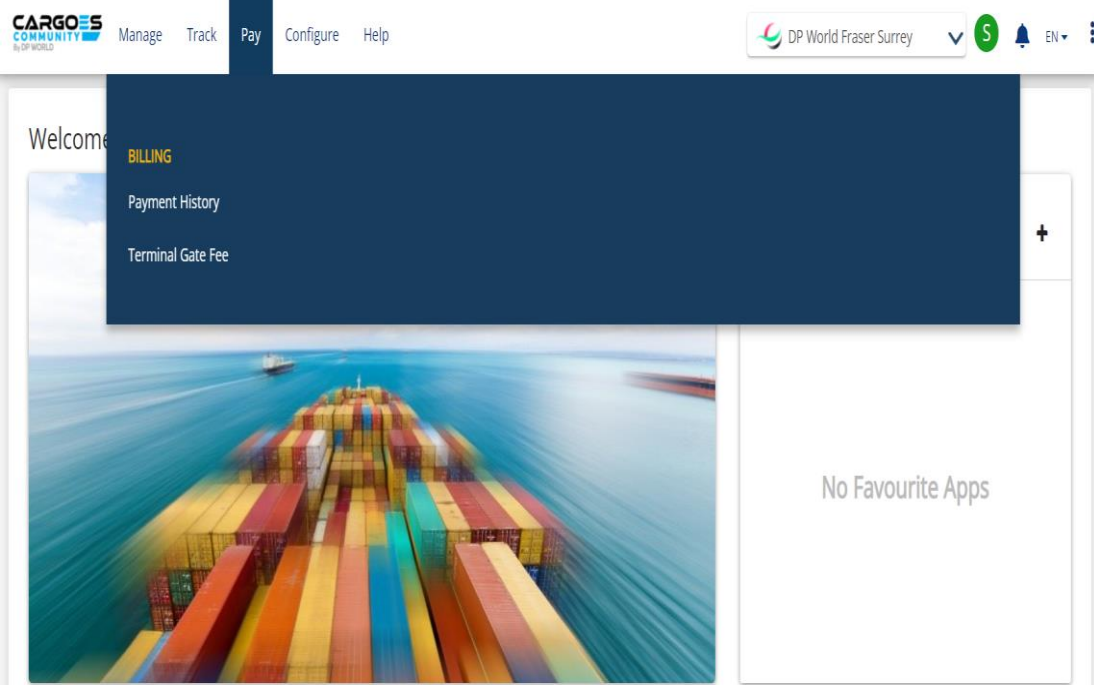 CARGOES
COMMUNITY
By DP WORLD
Manage Track Pay Configure Help
DP World Fraser Surrey
S
EN
Welcome
BILLING
Payment History
Terminal Gate Fee
No Favourite Apps